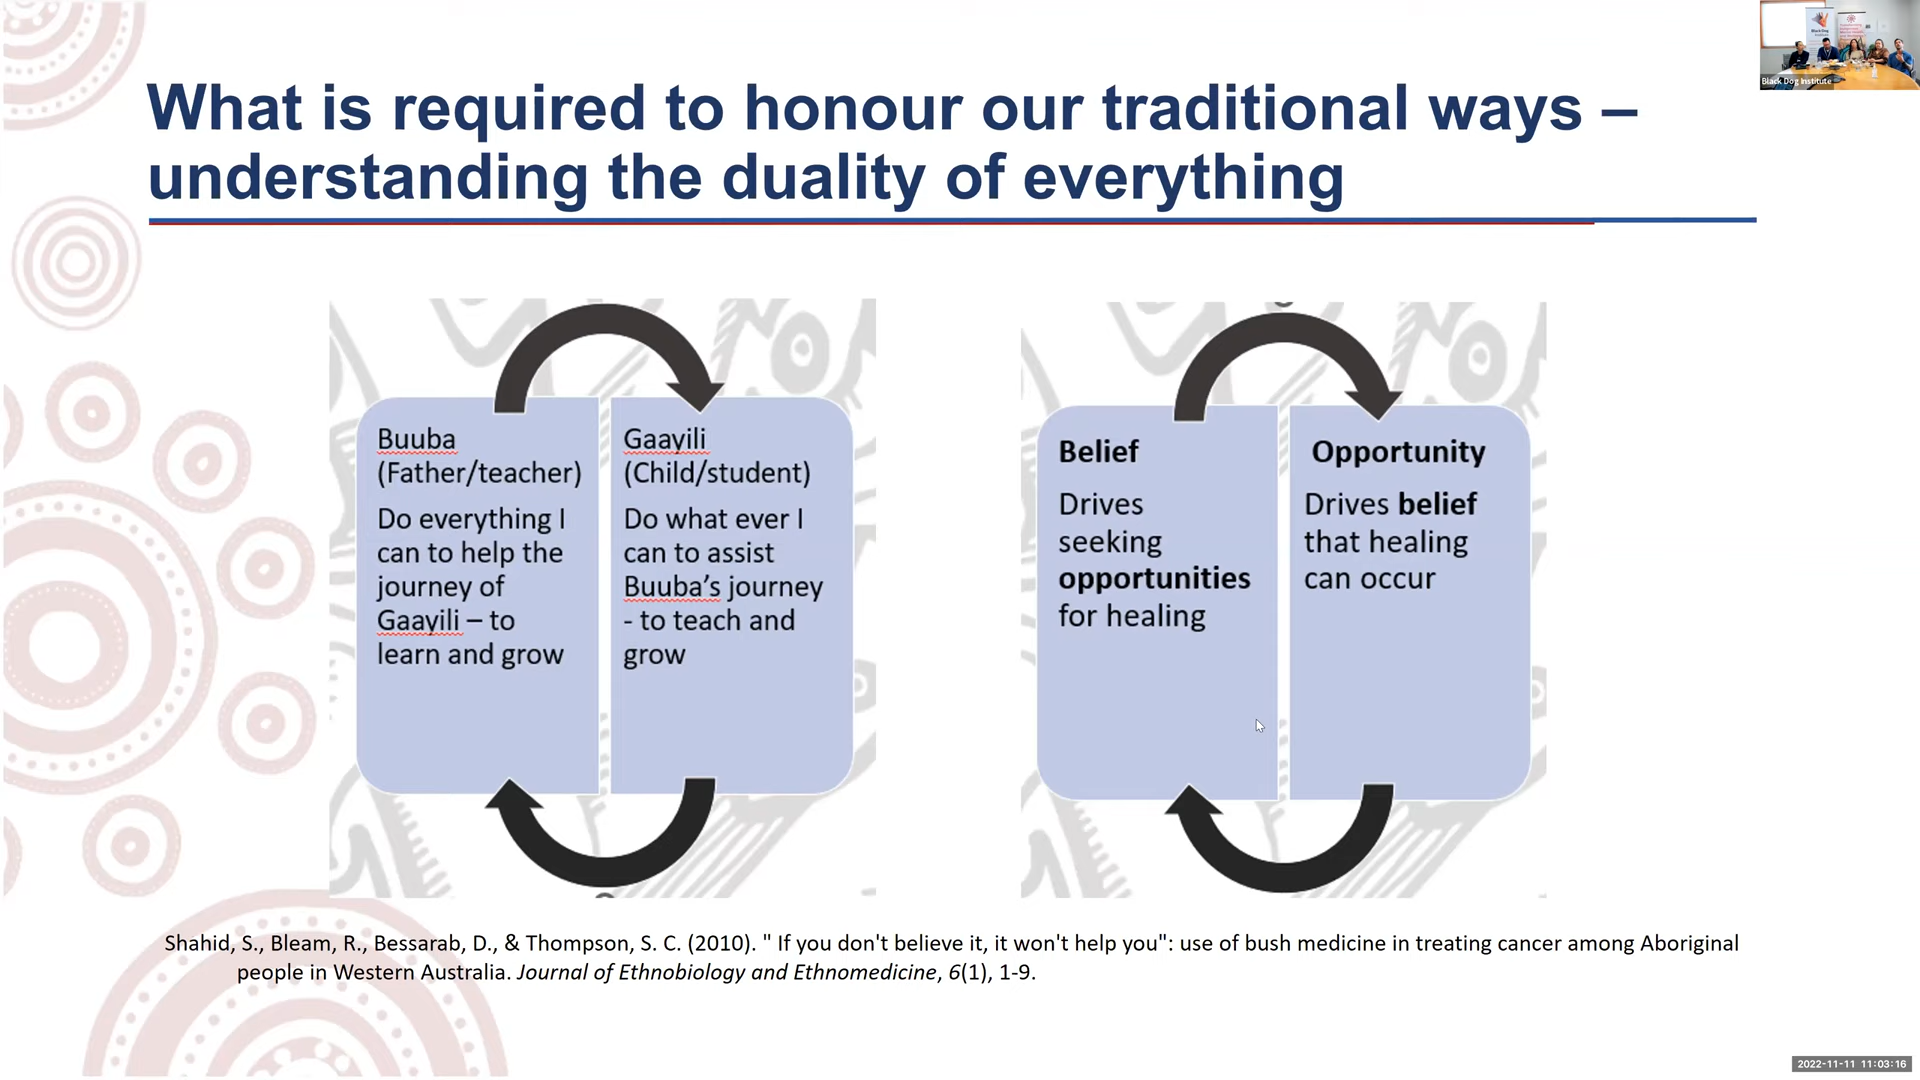 What is required to honour our traditional ways –
understanding the duality of everything
Buuba
(Father/teacher)
Do everything I
can to help the
journey of
Gaayili – to
learn and grow
Gaayili
(Child/student)
Do what ever I
can to assist
Buuba’s journey
- to teach and
grow
Belief
Drives
seeking
opportunities
for healing
Opportunity
Drives belief
that healing
can occur
Shahid, S., Bleam, R., Bessarab, D., & Thompson, S. C. (2010). " If you don't believe it, it won't help you": use of bush medicine in treating cancer among Aboriginal
people in Western Australia. Journal of Ethnobiology and Ethnomedicine, 6(1), 1-9.
Black Dog Institute
2022-11-11 11:03:16